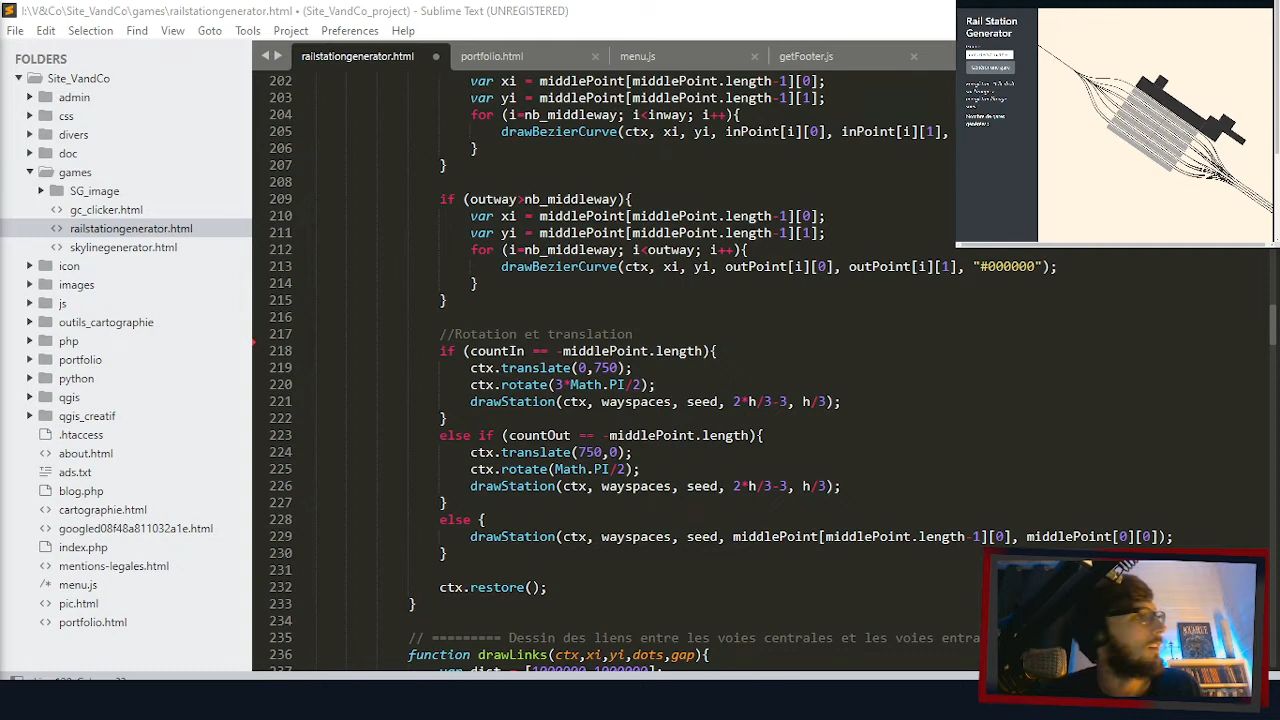 I:\V&Co\Site_VandCo\games\railstationgenerator.html • (Site_VandCo_project) - Sublime Text (UNREGISTERED)
File Edit Selection Find View Goto Tools Project Preferences Help
FOLDERS
Site_VandCo
admin
css
divers
doc
games
SG_image
gc_clicker.html
railstationgenerator.html
skylinegenerator.html
icon
images
js
outils_cartographie
php
portfolio
python
qgis
qgis_creatif
.htaccess
about.html
ads.txt
blog.php
cartographie.html
googled08f48a811032a1e.html
index.php
mentions-legales.html
menu.js
pic.html
portfolio.html
railstationgenerator.html portfolio.html menu.js getFooter.js
202 var xi = middlePoint[middlePoint.length-1][0];
203 var yi = middlePoint[middlePoint.length-1][1];
204 for (i=nb_middleway; i<inway; i++){
205 drawBezierCurve(ctx, xi, yi, inPoint[i][0], inPoint[i][1],
206 }
207 }
208
209 if (outway>nb_middleway){
210 var xi = middlePoint[middlePoint.length-1][0];
211 var yi = middlePoint[middlePoint.length-1][1];
212 for (i=nb_middleway; i<outway; i++){
213 drawBezierCurve(ctx, xi, yi, outPoint[i][0], outPoint[i][1], "#000000");
214 }
215 }
216
217 //Rotation et translation
218 if (countIn == -middlePoint.length){
219 ctx.translate(0,750);
220 ctx.rotate(3*Math.PI/2);
221 drawStation(ctx, wayspaces, seed, 2*h/3-3, h/3);
222 }
223 else if (countOut == -middlePoint.length){
224 ctx.translate(750,0);
225 ctx.rotate(Math.PI/2);
226 drawStation(ctx, wayspaces, seed, 2*h/3-3, h/3);
227 }
228 else {
229 drawStation(ctx, wayspaces, seed, middlePoint[middlePoint.length-1][0], middlePoint[0][0]);
230 }
231
232 ctx.restore();
233 }
234
235 // ========= Dessin des liens entre les voies centrales et les voies entra
236 function drawLinks(ctx,xi,yi,dots,gap){
var dist = [1000000,1000000];
Rail Station
Generator
Générer une gare
Nombre de gares
générées :